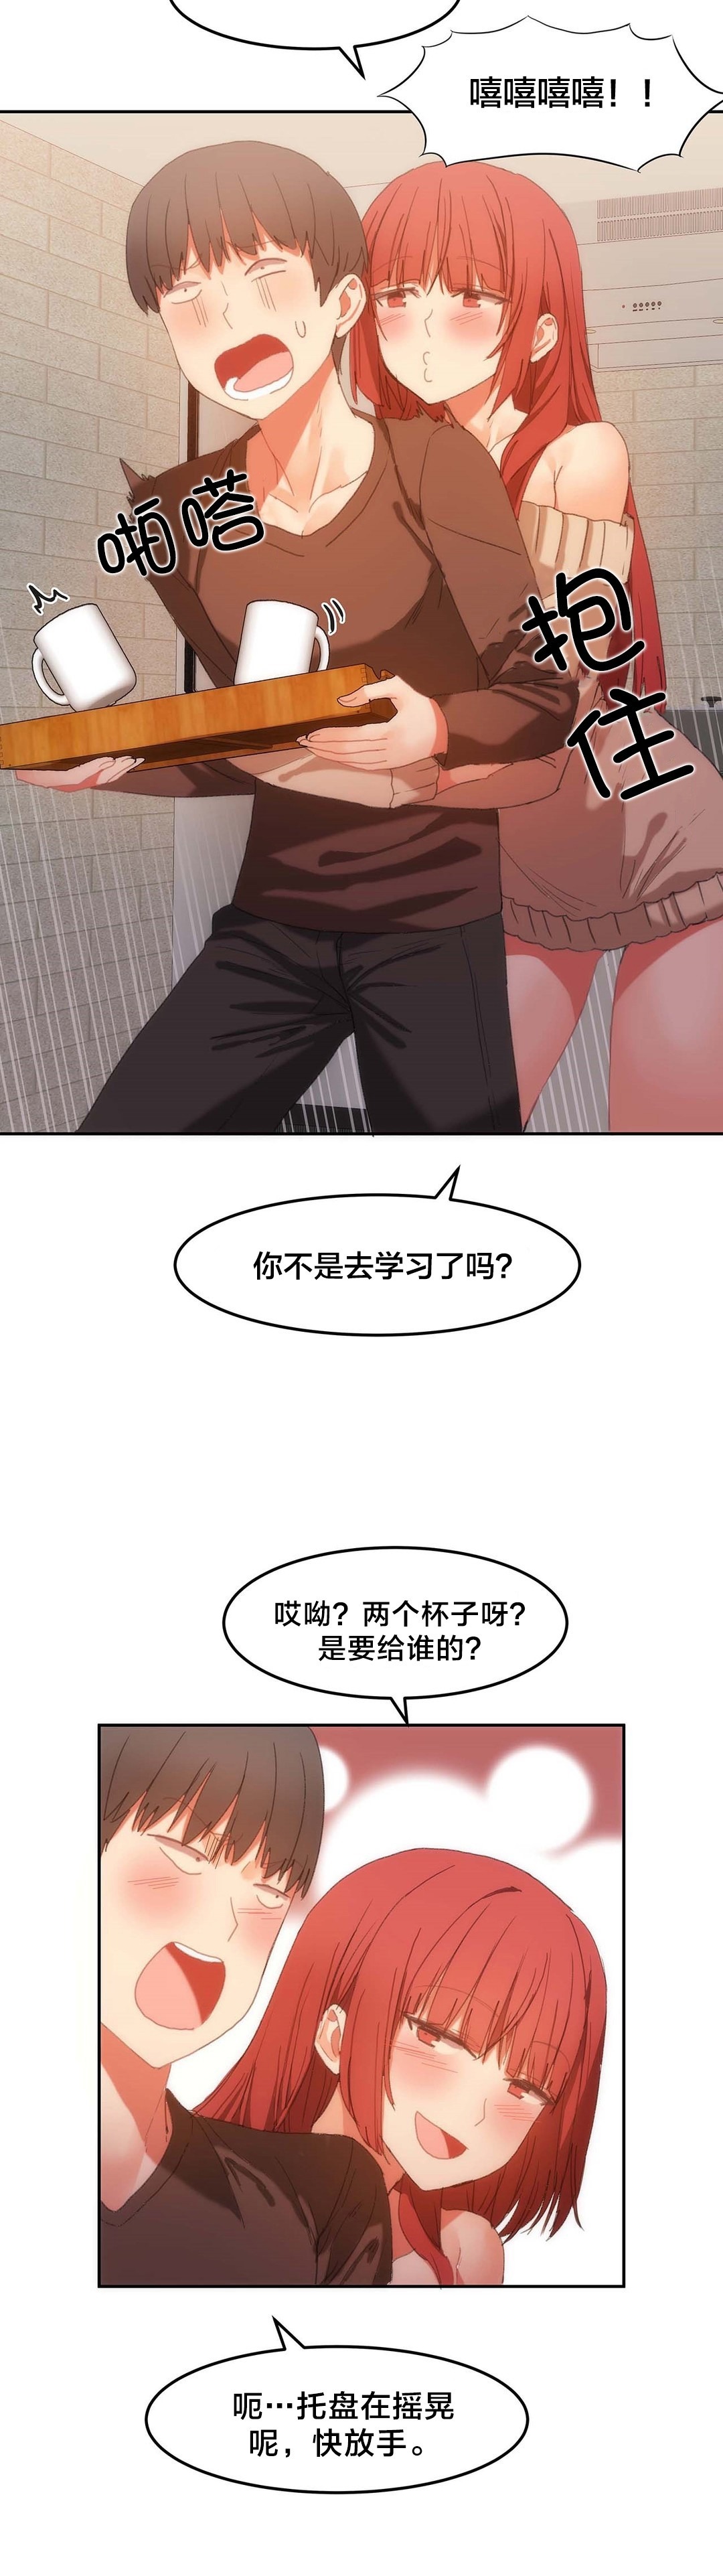 嘻嘻嘻嘻！！
啪嗒
抱住
你不是去学习了吗？
哎呦？两个杯子呀？
是要给谁的？
呃…托盘在摇晃
呢，快放手。